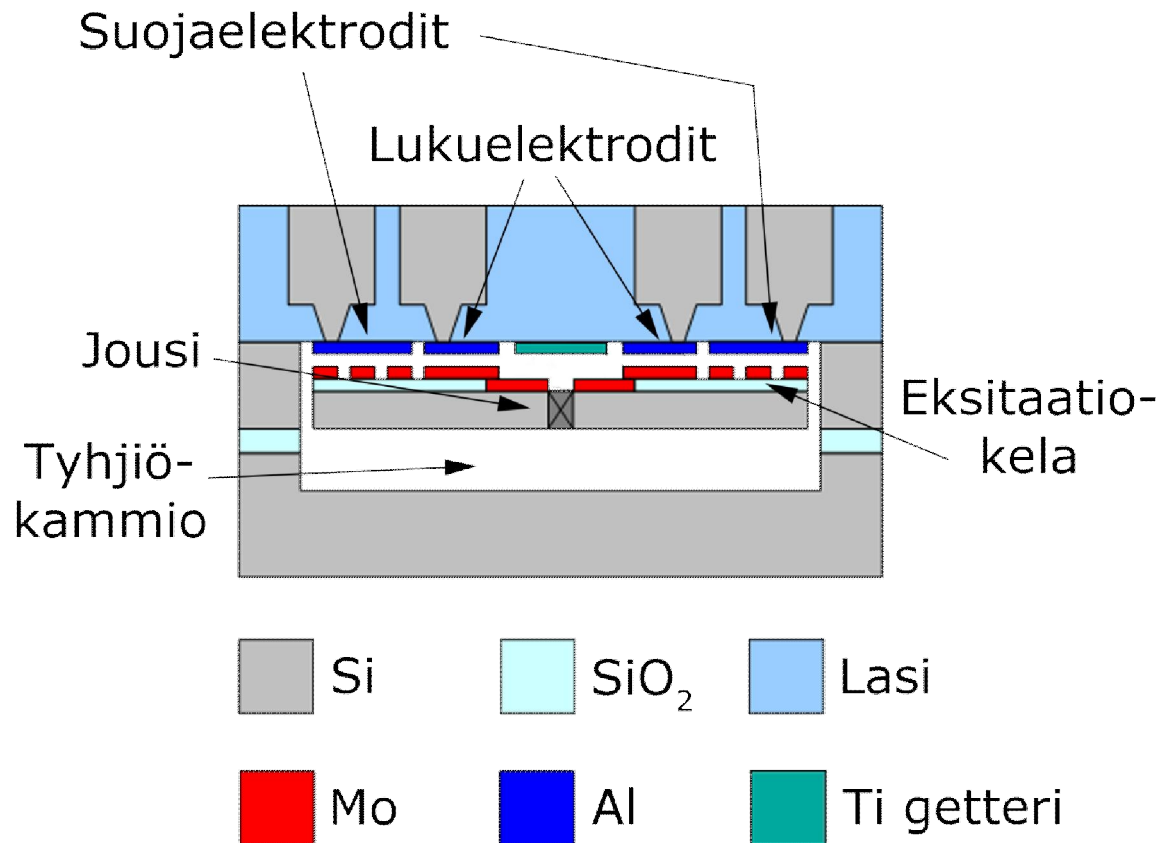 Suojaelektrodit
Lukuelektrodit
Jousi
Eksitaatio-
kela
Tyhjiö-
kammio
Si
SiO₂
Lasi
Mo
Al
Ti getteri